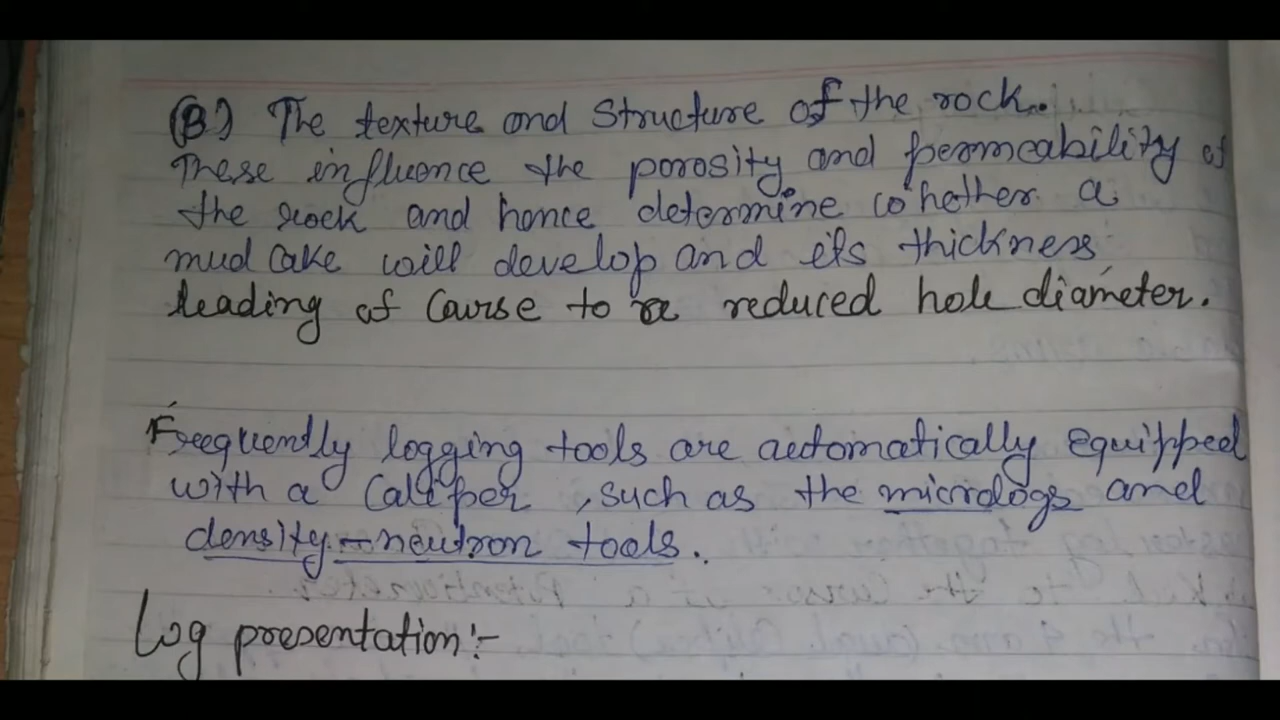 (B) The texture and Structure of the rock.
These influence the porosity and permeability of
the rock and hence determine whether a
mud Cake will develop and its thickness
leading of Course to a reduced hole diameter.
Frequently logging tools are automatically equipped
with a Caliper, such as the micrologs and
density-neutron tools.
Log presentation:-